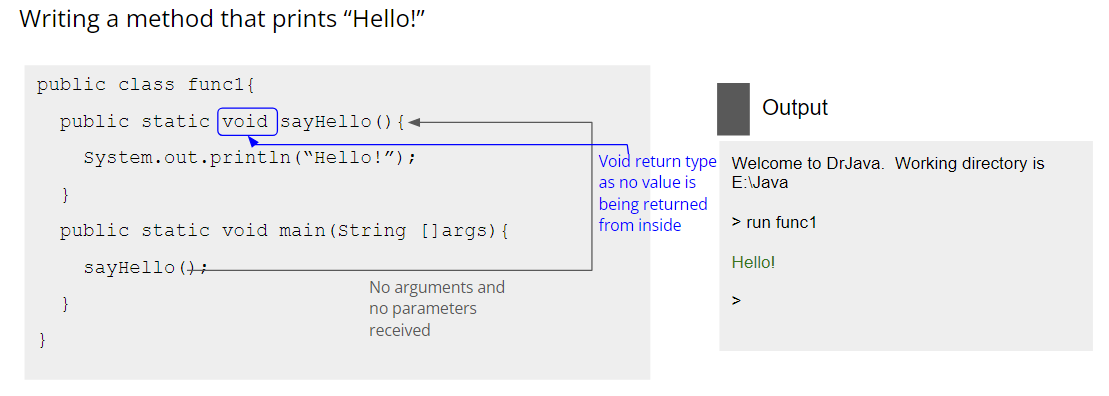 Writing a method that prints “Hello!”
public class func1{
public static void sayHello(){
System.out.println(“Hello!”);
}
public static void main(String []args){
sayHello();
}
}
Void return type
as no value is
being returned
from inside
No arguments and
no parameters
received
Output
Welcome to DrJava.  Working directory is
E:\Java
> run func1
Hello!
>